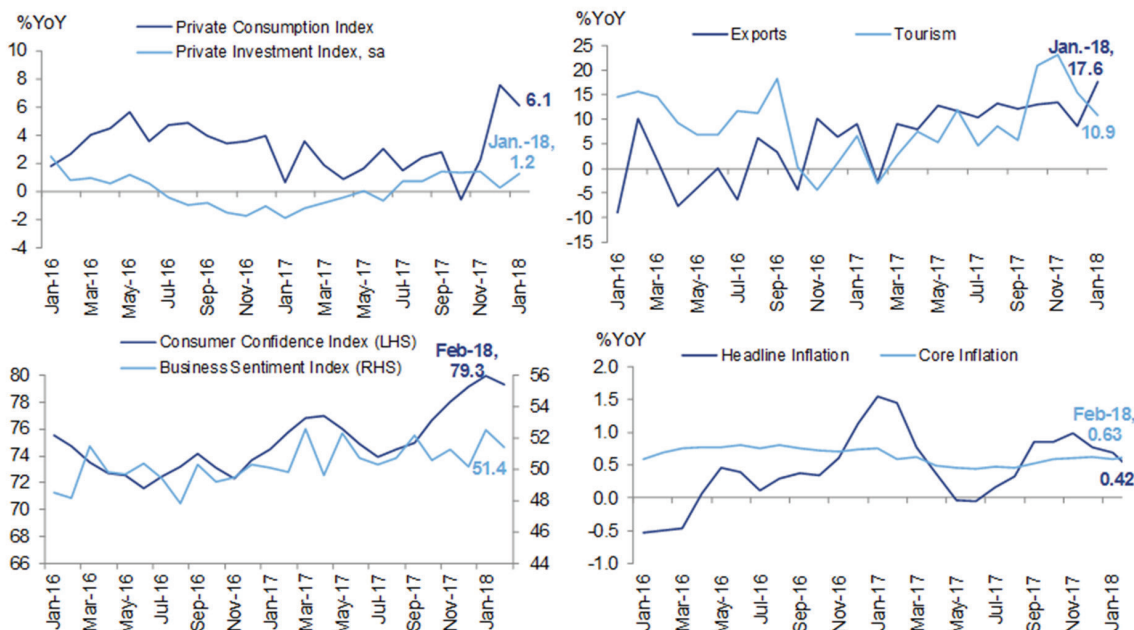 %YoY
Private Consumption Index
Private Investment Index, sa
10
8
6
4
2
0
-2
-4
6.1
Jan.-18,
1.2
Jan-16
Mar-16
May-16
Jul-16
Sep-16
Nov-16
Jan-17
Mar-17
May-17
Jul-17
Sep-17
Nov-17
Jan-18
%YoY
Exports
Tourism
25
20
15
10
5
0
-5
-10
-15
Jan.-18,
17.6
10.9
Jan-16
Mar-16
May-16
Jul-16
Sep-16
Nov-16
Jan-17
Mar-17
May-17
Jul-17
Sep-17
Nov-17
Jan-18
Consumer Confidence Index (LHS)
Business Sentiment Index (RHS)
80
78
76
74
72
70
68
66
56
54
52
50
48
46
44
Feb-18,
79.3
51.4
Jan-16
Mar-16
May-16
Jul-16
Sep-16
Nov-16
Jan-17
Mar-17
May-17
Jul-17
Sep-17
Nov-17
Jan-18
%YoY
Headline Inflation
Core Inflation
2.0
1.5
1.0
0.5
0.0
-0.5
-1.0
Feb-18,
0.63
0.42
Jan-16
Mar-16
May-16
Jul-16
Sep-16
Nov-16
Jan-17
Mar-17
May-17
Jul-17
Sep-17
Nov-17
Jan-18